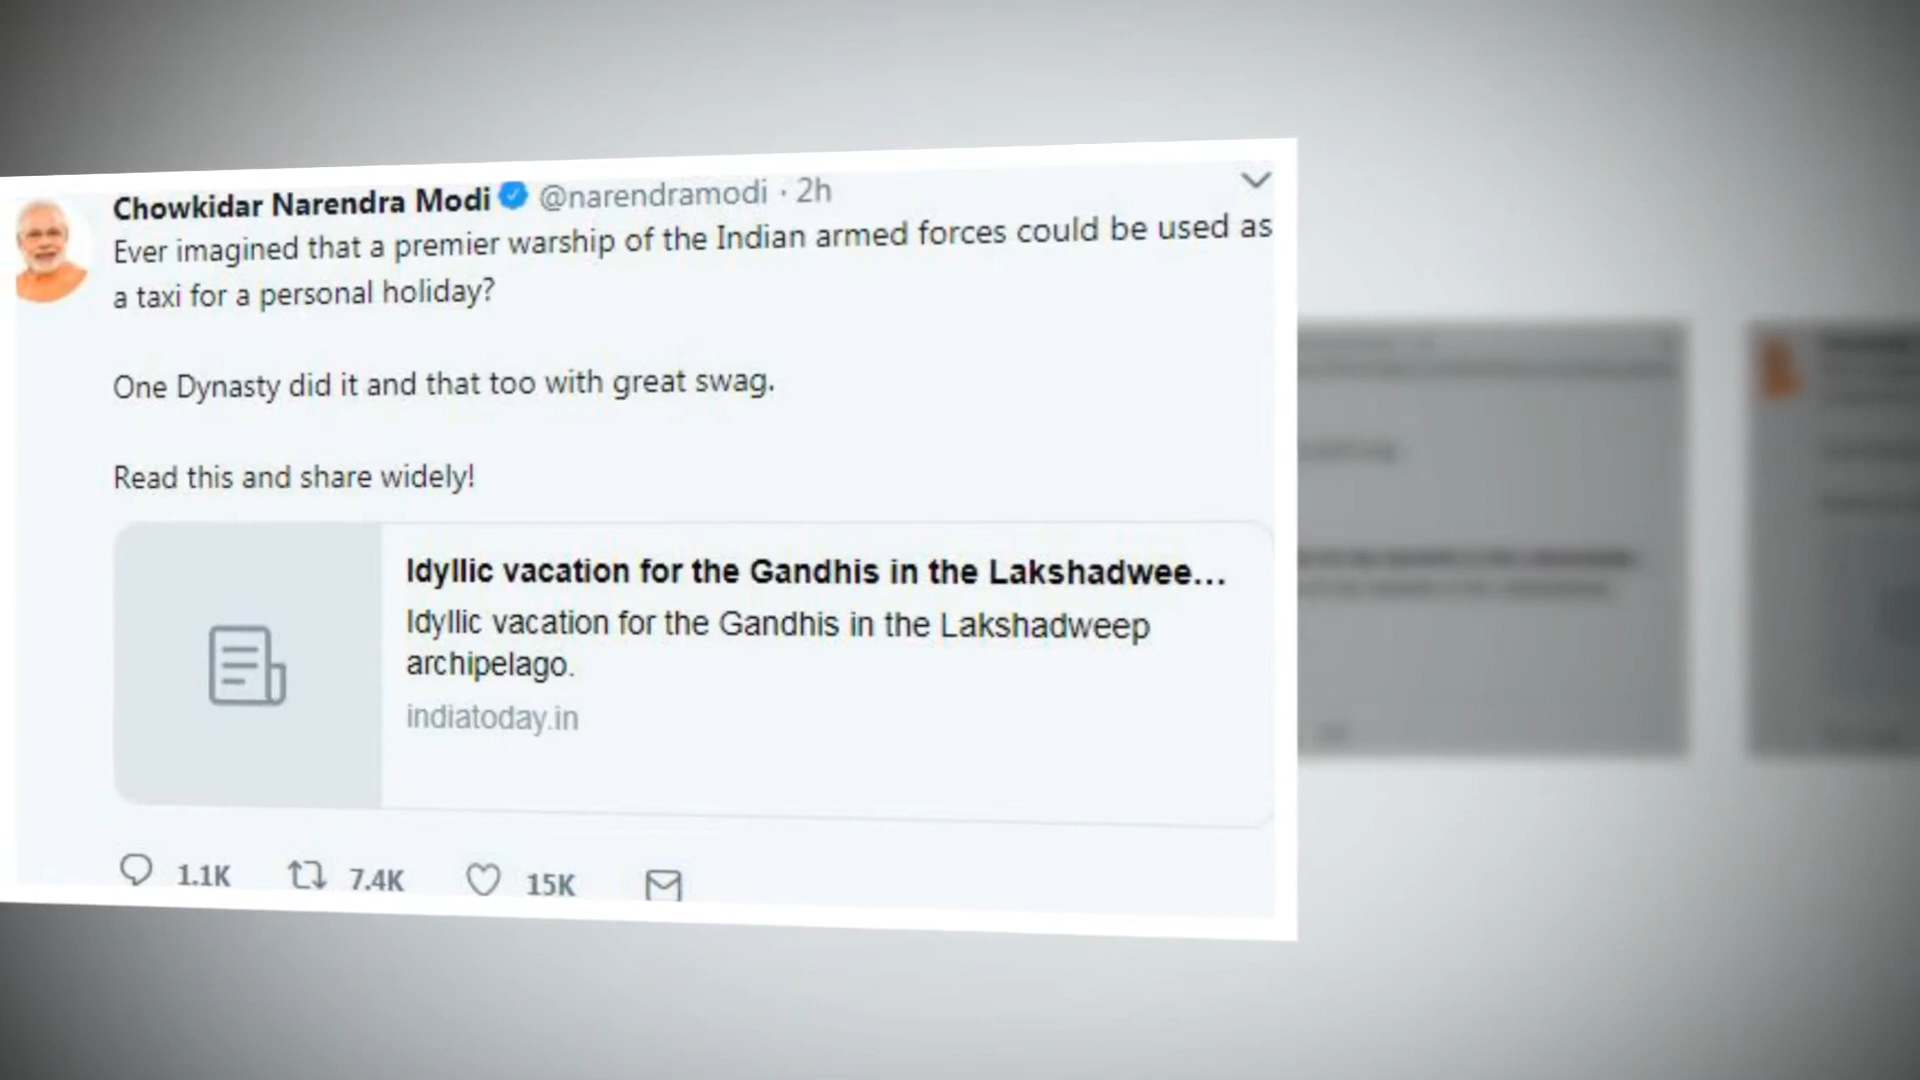 Chowkidar Narendra Modi @narendramodi · 2h
Ever imagined that a premier warship of the Indian armed forces could be used as
a taxi for a personal holiday?
One Dynasty did it and that too with great swag.
Read this and share widely!
Idyllic vacation for the Gandhis in the Lakshadwee...
Idyllic vacation for the Gandhis in the Lakshadweep
archipelago.
indiatoday.in
1.1K 7.4K 15K